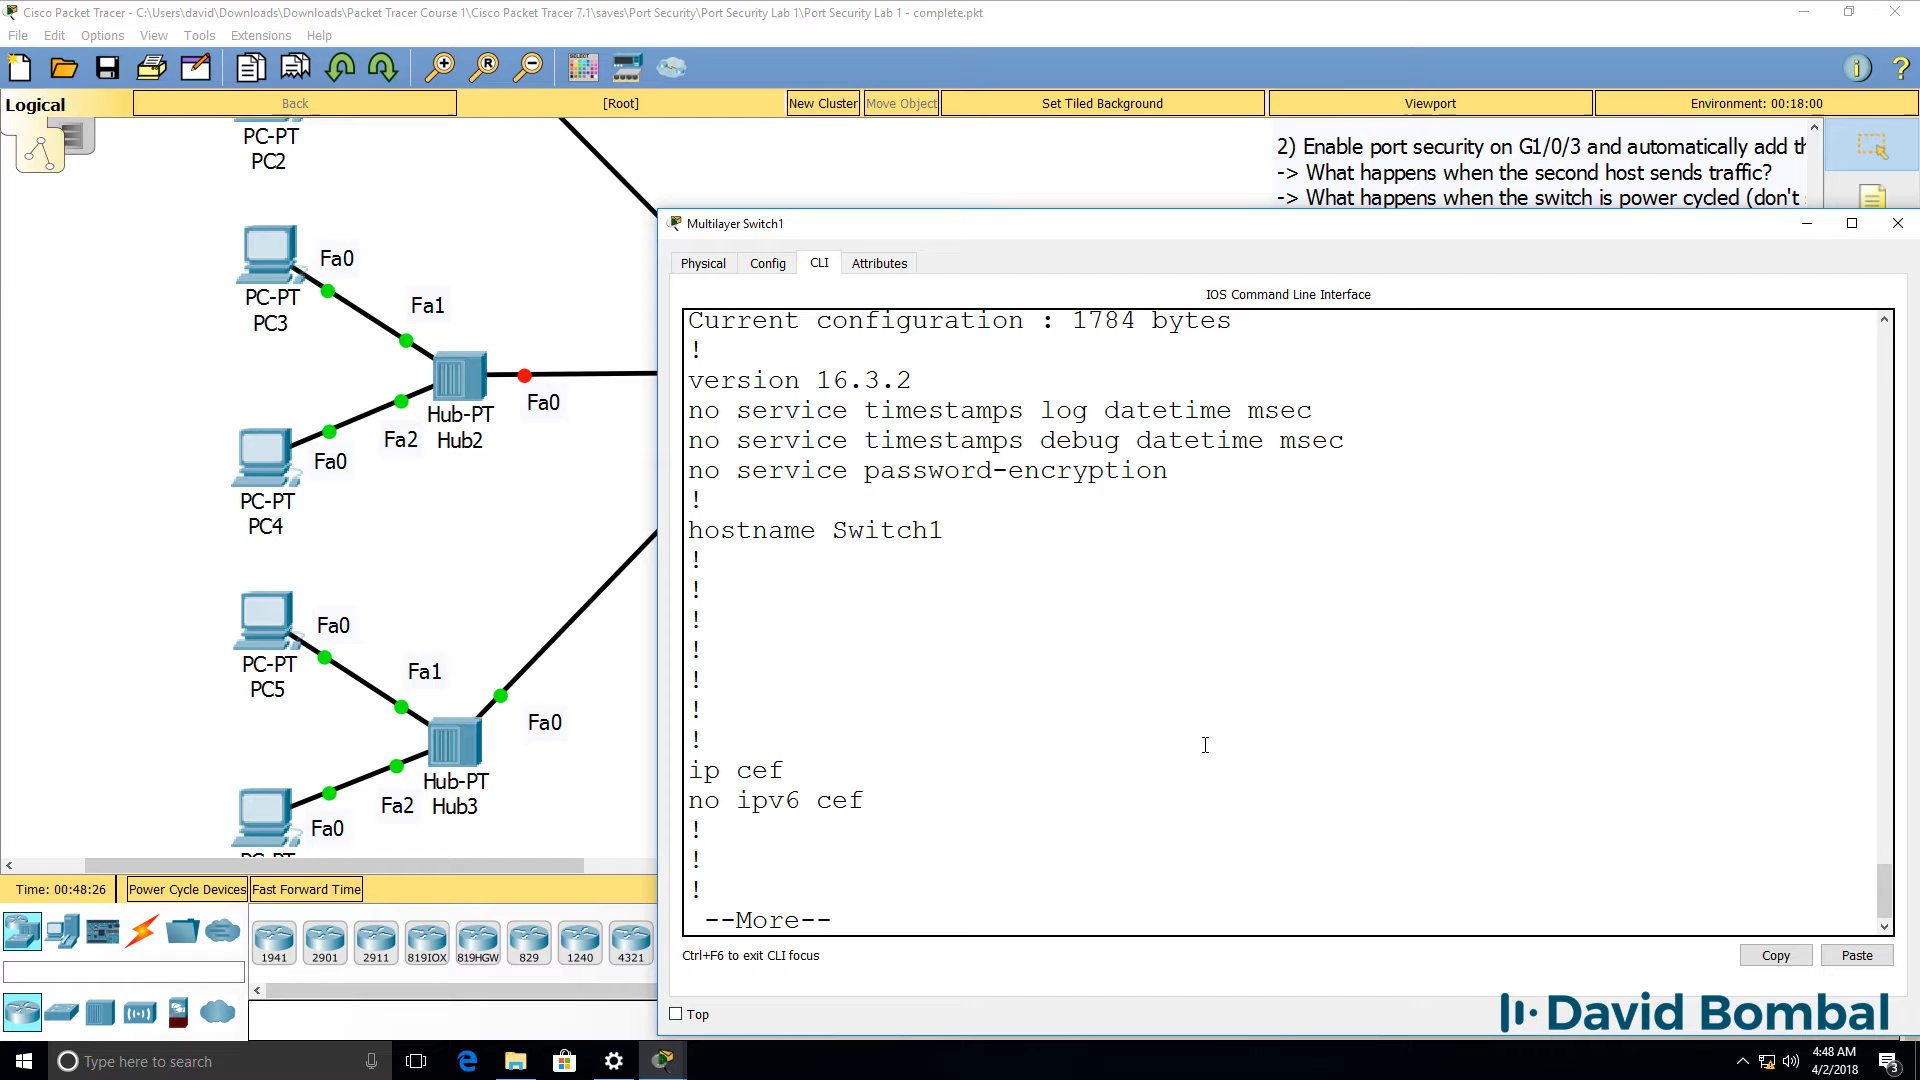 Cisco Packet Tracer - C:\Users\david\Downloads\Downloads\Packet Tracer Course 1\Cisco Packet Tracer 7.1\saves\Port Security\Port Security Lab 1\Port Security Lab 1 - complete.pkt
File Edit Options View Tools Extensions Help
Logical Back [Root] New Cluster Move Object Set Tiled Background Viewport Environment: 00:18:00
2) Enable port security on G1/0/3 and automatically add th
-> What happens when the second host sends traffic?
-> What happens when the switch is power cycled (don't
PC-PT
PC2
Fa0
PC-PT
PC3
Fa1
Hub-PT
Hub2
Fa0
Fa2
Fa0
PC-PT
PC4
Fa0
PC-PT
PC5
Fa1
Fa0
Hub-PT
Hub3
Fa2
Fa0
Multilayer Switch1
Physical Config CLI Attributes
IOS Command Line Interface
Current configuration : 1784 bytes
!
version 16.3.2
no service timestamps log datetime msec
no service timestamps debug datetime msec
no service password-encryption
!
hostname Switch1
!
!
!
!
!
!
!
ip cef
no ipv6 cef
!
!
!
--More--
Ctrl+F6 to exit CLI focus
Copy Paste
Top
Time: 00:48:26 Power Cycle Devices Fast Forward Time
1941 2901 2911 819IOX 819HGW 829 1240 4321
David Bombal
Type here to search
4:48 AM
4/2/2018
3